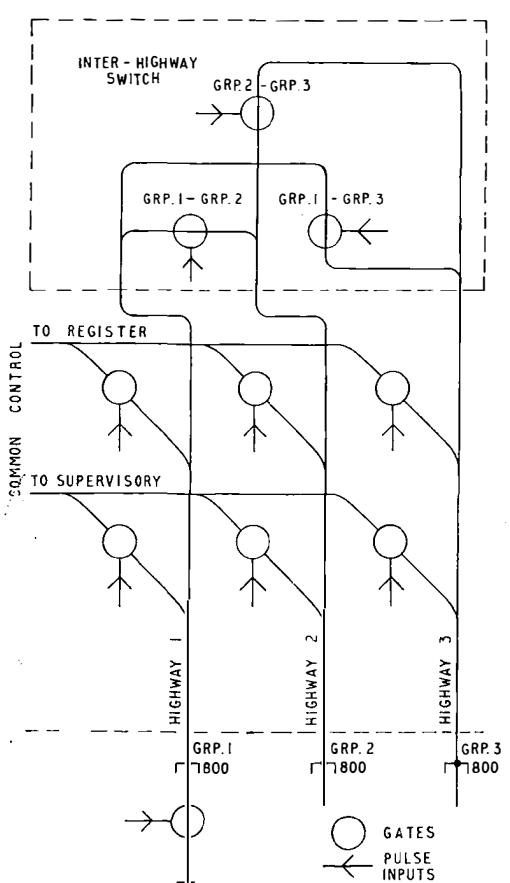 INTER-HIGHWAY
SWITCH
GRP.2-GRP.3
GRP.1-GRP.2
GRP.1-GRP.3
TO REGISTER
COMMON CONTROL
TO SUPERVISORY
HIGHWAY 1
HIGHWAY 2
HIGHWAY 3
GRP.1
800
GRP.2
800
GRP.3
800
GATES
PULSE
INPUTS